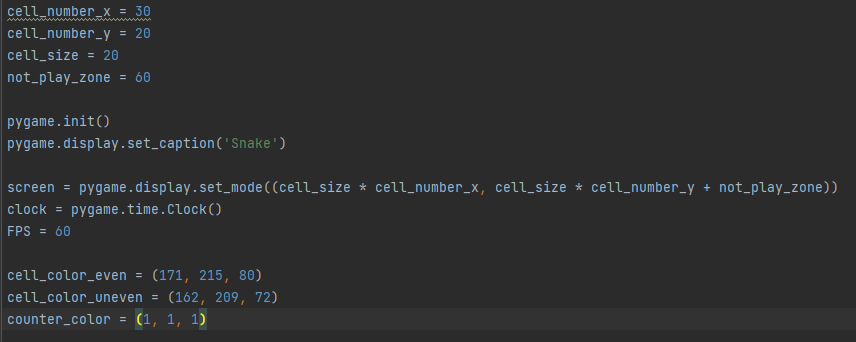 cell_number_x = 30
cell_number_y = 20
cell_size = 20
not_play_zone = 60
pygame.init()
pygame.display.set_caption('Snake')
screen = pygame.display.set_mode((cell_size * cell_number_x, cell_size * cell_number_y + not_play_zone))
clock = pygame.time.Clock()
FPS = 60
cell_color_even = (171, 215, 80)
cell_color_uneven = (162, 209, 72)
counter_color = (1, 1, 1)